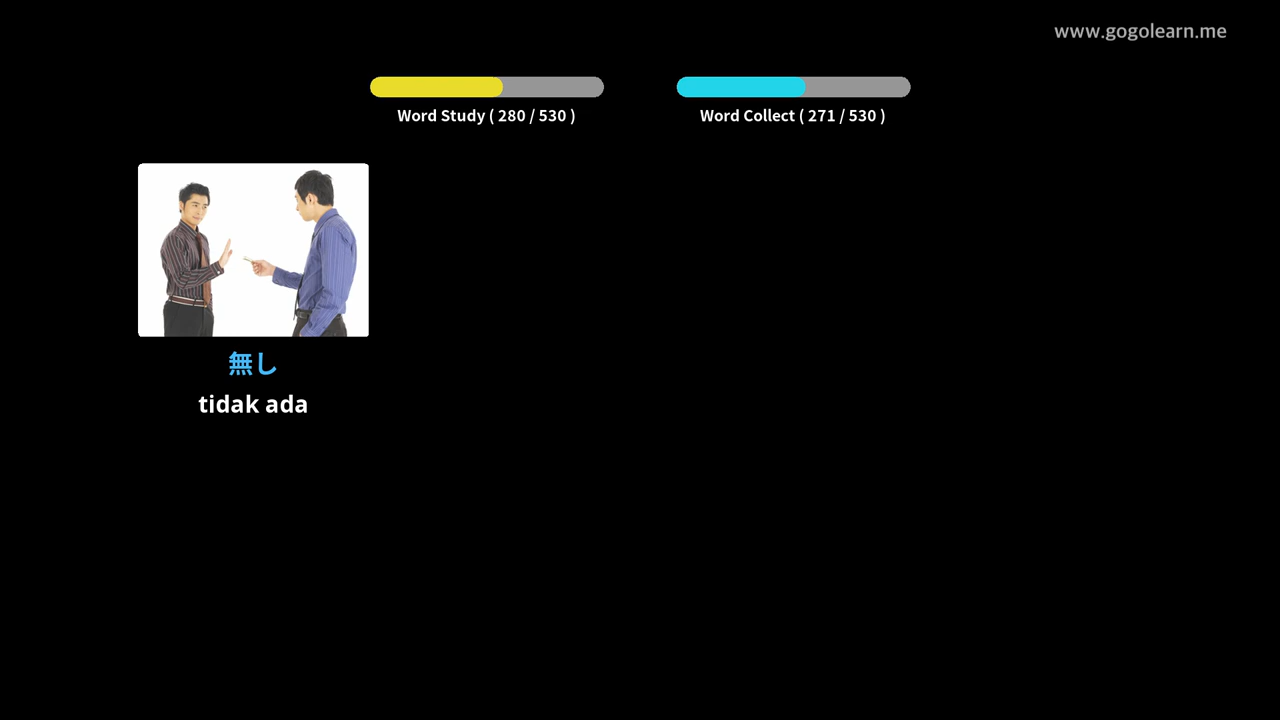 www.gogolearn.me
Word Study ( 280 / 530 )
Word Collect ( 271 / 530 )
無し
tidak ada